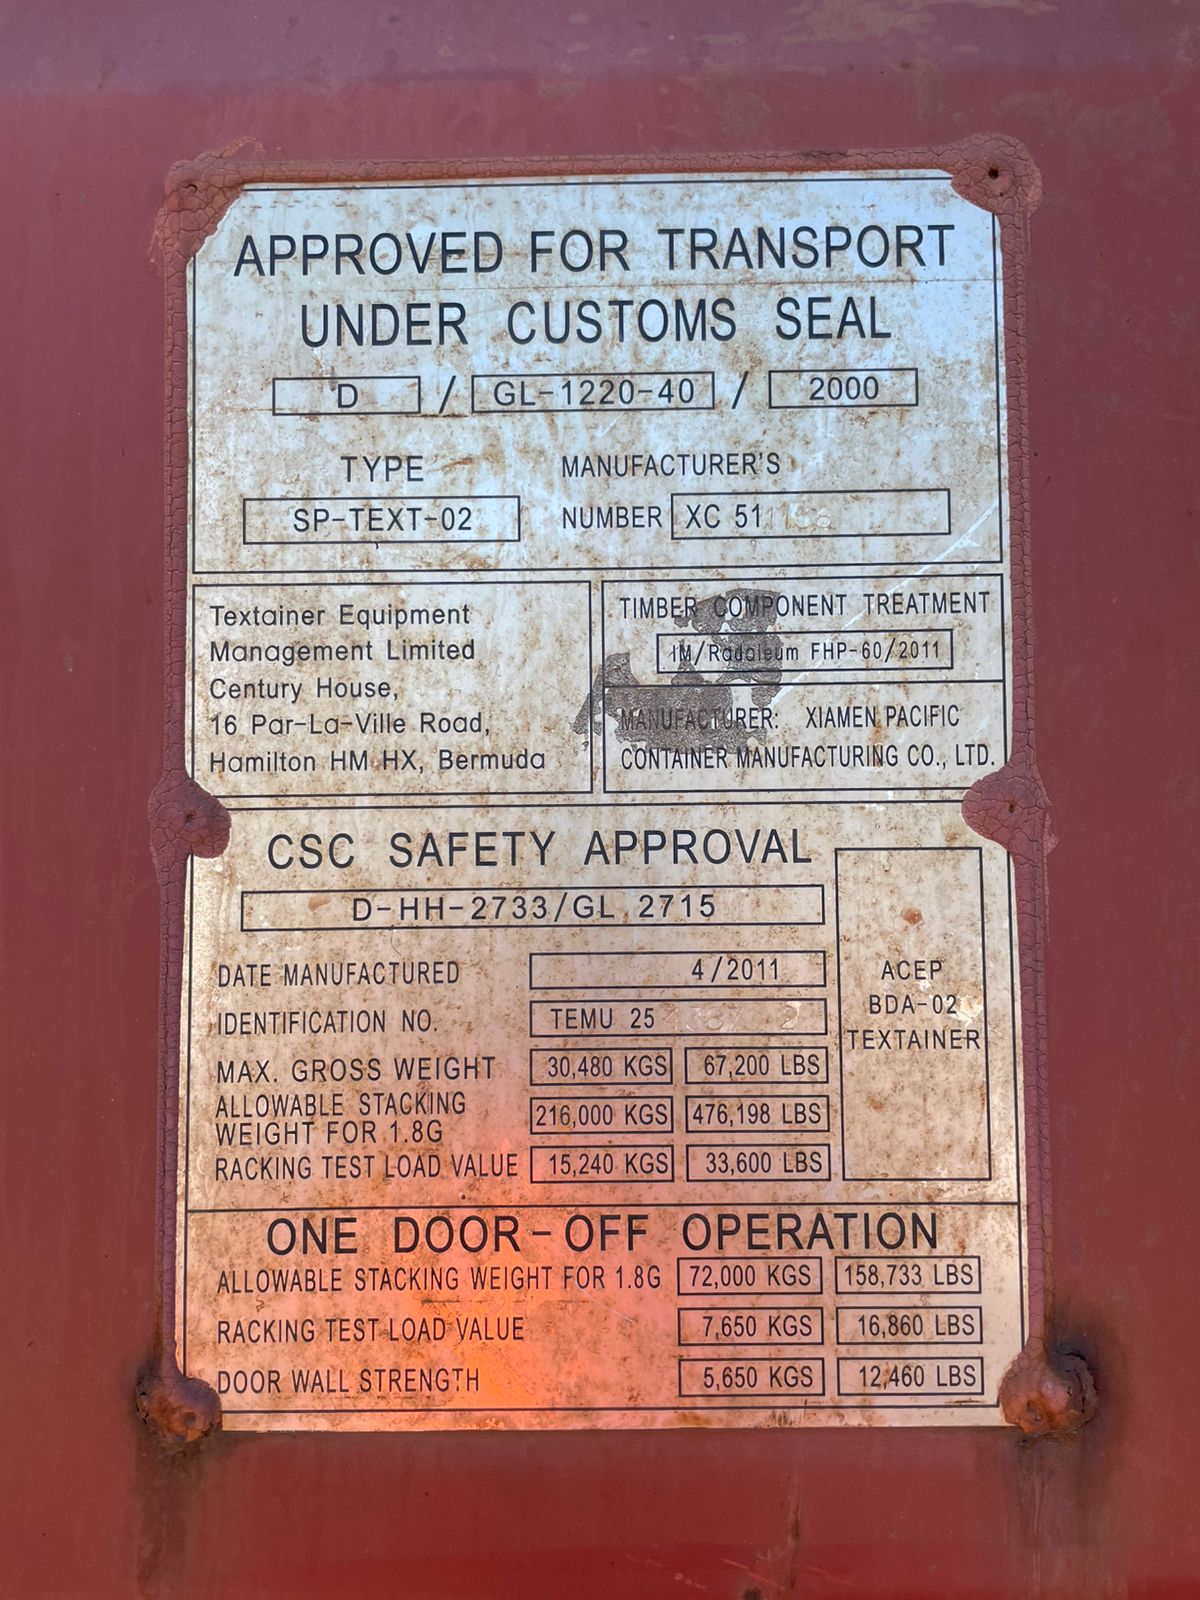 APPROVED FOR TRANSPORT
UNDER CUSTOMS SEAL
D / GL-1220-40 / 2000
TYPE
SP-TEXT-02
MANUFACTURER'S
NUMBER XC 51
Textainer Equipment
Management Limited
Century House,
16 Par-La-Ville Road,
Hamilton HM HX, Bermuda
TIMBER COMPONENT TREATMENT
IM/Radaleum FHP-60/2011
MANUFACTURER: XIAMEN PACIFIC
CONTAINER MANUFACTURING CO., LTD.
CSC SAFETY APPROVAL
D-HH-2733/GL 2715
DATE MANUFACTURED 4/2011
IDENTIFICATION NO. TEMU 25
MAX. GROSS WEIGHT 30,480 KGS 67,200 LBS
ALLOWABLE STACKING
WEIGHT FOR 1.8G 216,000 KGS 476,198 LBS
RACKING TEST LOAD VALUE 15,240 KGS 33,600 LBS
ACEP
BDA-02
TEXTAINER
ONE DOOR-OFF OPERATION
ALLOWABLE STACKING WEIGHT FOR 1.8G 72,000 KGS 158,733 LBS
RACKING TEST LOAD VALUE 7,650 KGS 16,860 LBS
DOOR WALL STRENGTH 5,650 KGS 12,460 LBS